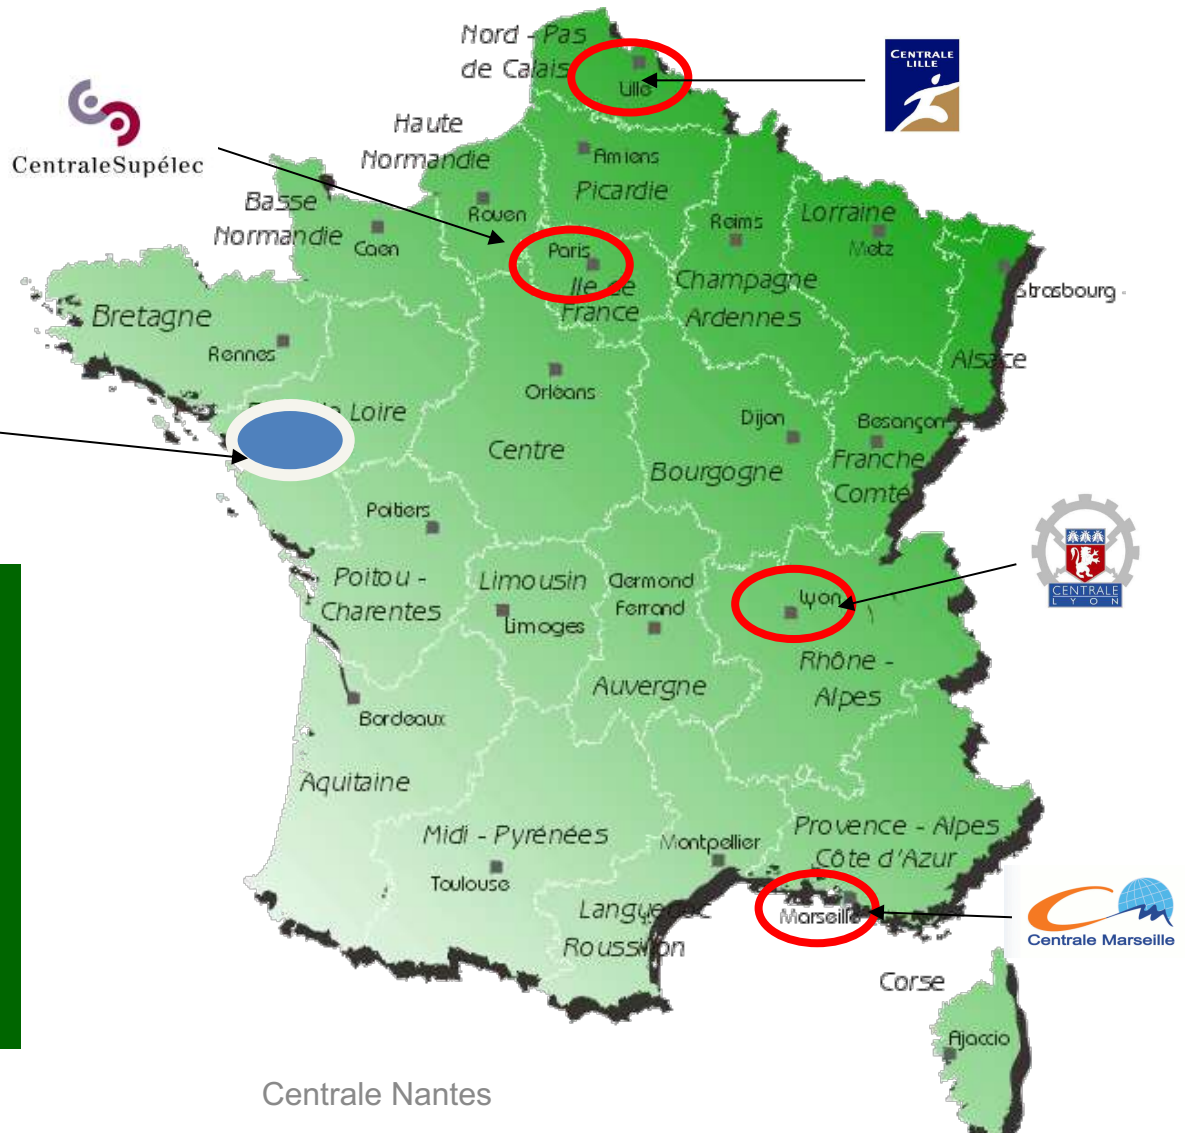 Nord - Pas
de Calais
Lille
CENTRALE
LILLE
CentraleSupélec
Haute
Normandie
Amiens
Picardie
Basse
Normandie
Rouen
Caen
Reims
Lorraine
Metz
Paris
Ile de
France
Champagne
Ardennes
Strasbourg -
Alsace
Bretagne
Rennes
Loire
Orléans
Centre
Dijon
Bourgogne
Besançon
Franche
Comté
Poitiers
Poitou -
Charentes
Limousin
Limoges
Clermond
Ferrand
Auvergne
Lyon
Rhône -
Alpes
CENTRALE
LYON
Bordeaux
Aquitaine
Midi - Pyrénées
Toulouse
Montpellier
Provence - Alpes
Côte d'Azur
Languedoc
Roussillon
Marseille
Centrale Marseille
Corse
Ajaccio
Centrale Nantes